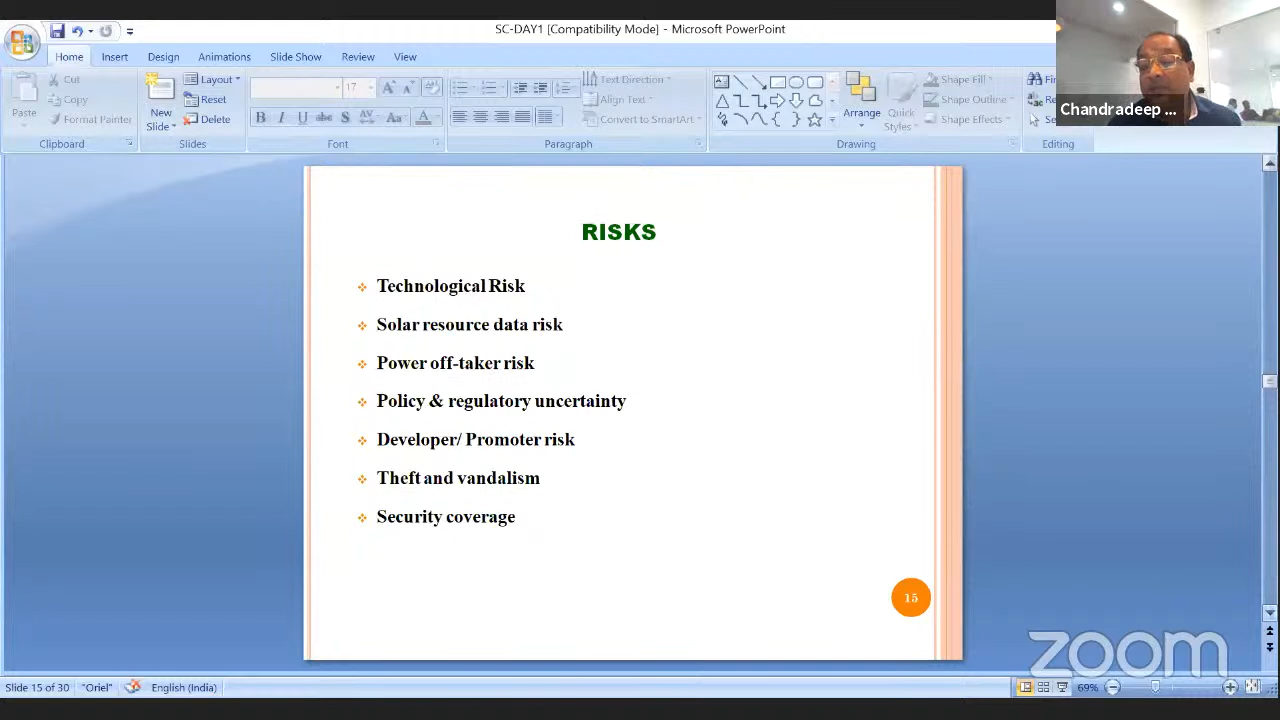 SC-DAY1 [Compatibility Mode] - Microsoft PowerPoint
Home Insert Design Animations Slide Show Review View
Paste
Cut
Copy
Format Painter
Clipboard
New Slide
Layout
Reset
Delete
Slides
17
B I U abc S AV Aa A
Font
Text Direction
Align Text
Convert to SmartArt
Paragraph
Arrange
Quick Styles
Shape Fill
Shape Outline
Shape Effects
Drawing
Editing
Chandradeep ...
RISKS
Technological Risk
Solar resource data risk
Power off-taker risk
Policy & regulatory uncertainty
Developer/ Promoter risk
Theft and vandalism
Security coverage
15
zoom
Slide 15 of 30 "Oriel" English (India) 69%